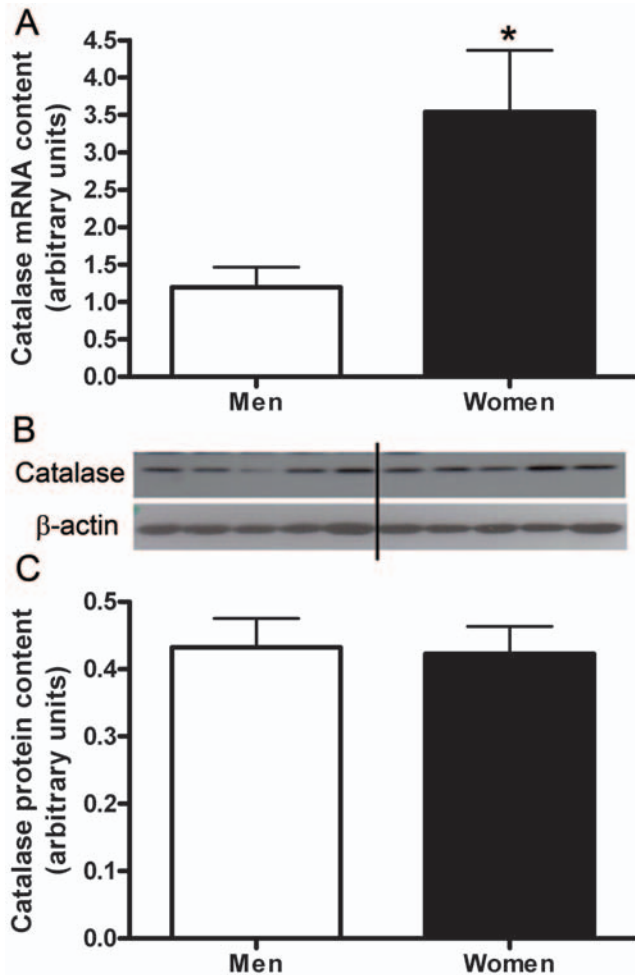 A
Catalase mRNA content
(arbitrary units)
4.5
4.0
3.5
3.0
2.5
2.0
1.5
1.0
0.5
0.0
*
Men Women
B
Catalase
β-actin
C
Catalase protein content
(arbitrary units)
0.5
0.4
0.3
0.2
0.1
0.0
Men Women